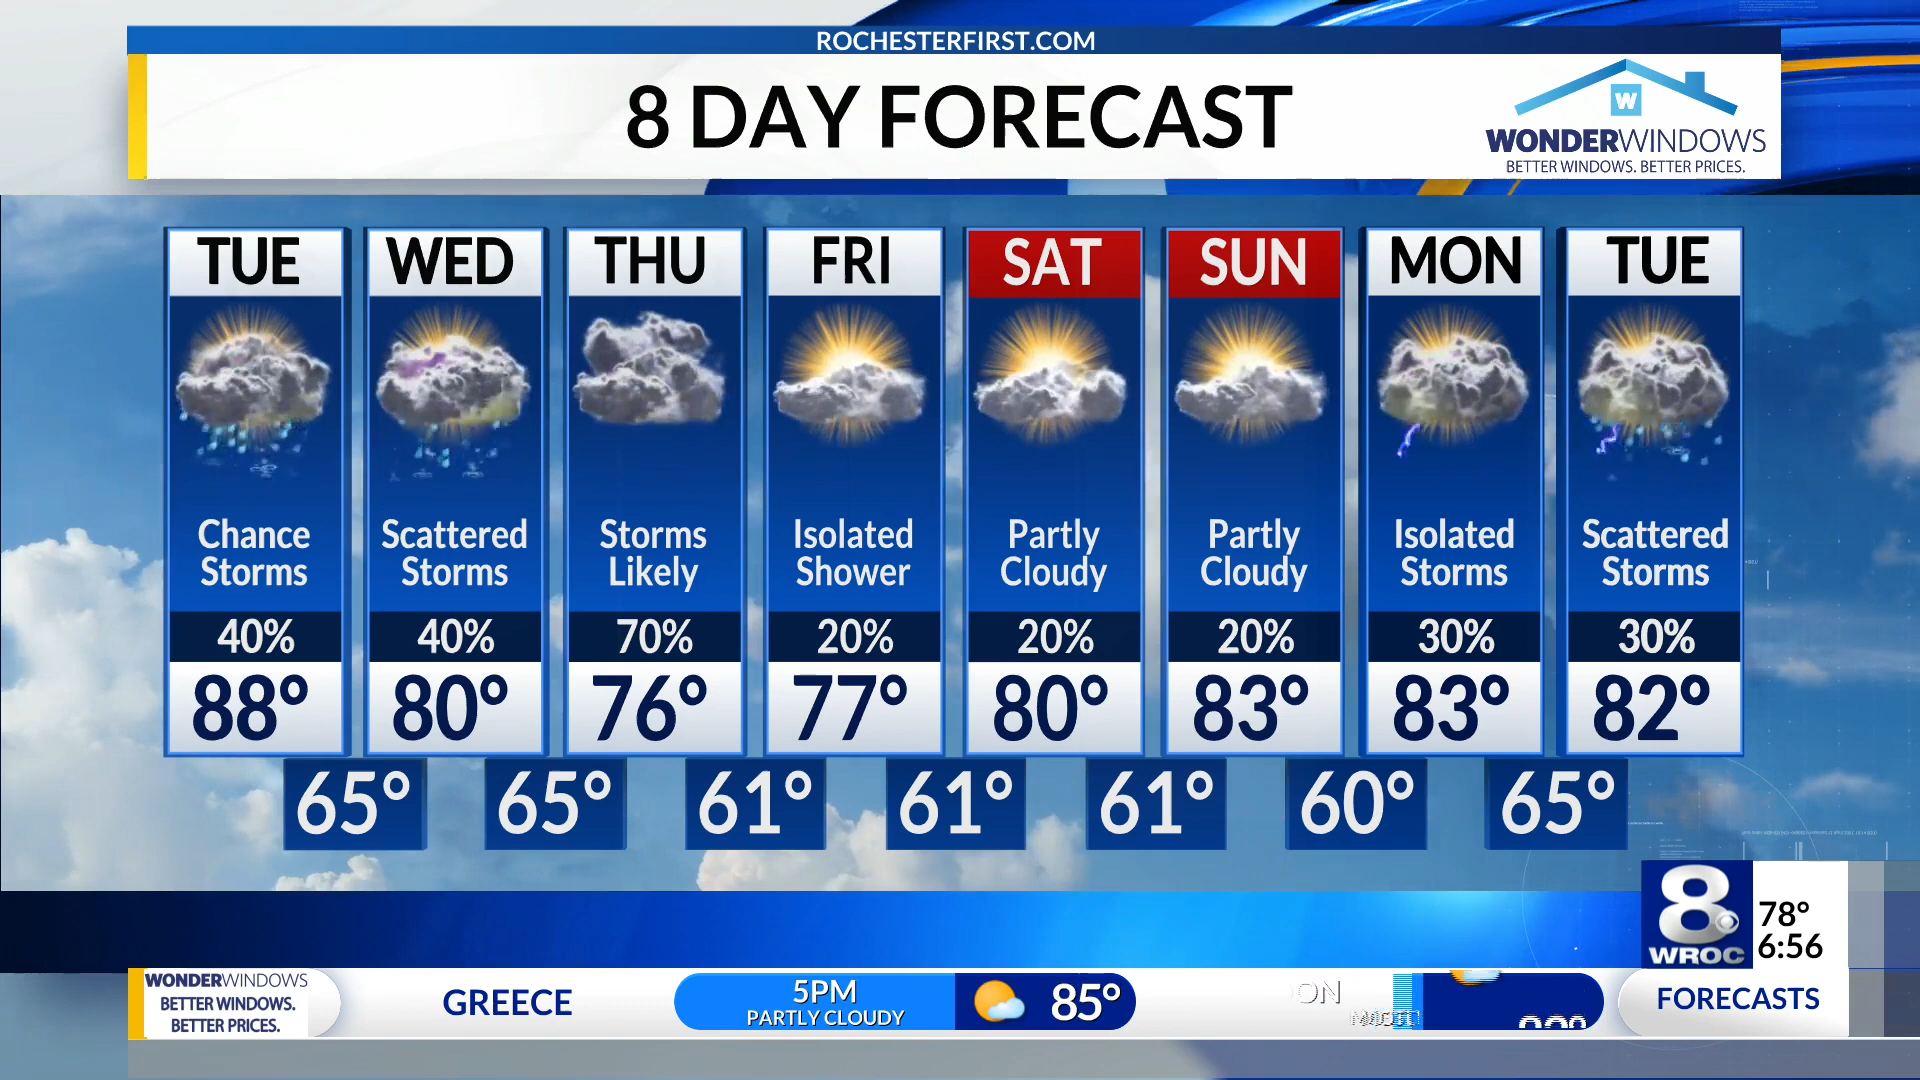 ROCHESTERFIRST.COM
8 DAY FORECAST
W
WONDERWINDOWS
BETTER WINDOWS. BETTER PRICES.
TUE WED THU FRI SAT SUN MON TUE
Chance Scattered Storms Isolated Partly Partly Isolated Scattered
Storms Storms Likely Shower Cloudy Cloudy Storms Storms
40% 40% 70% 20% 20% 20% 30% 30%
88° 80° 76° 77° 80° 83° 83° 82°
65° 65° 61° 61° 61° 60° 65°
8
WROC
78°
6:56
WONDERWINDOWS
BETTER WINDOWS.
BETTER PRICES.
GREECE
5PM
PARTLY CLOUDY
85°
FORECASTS